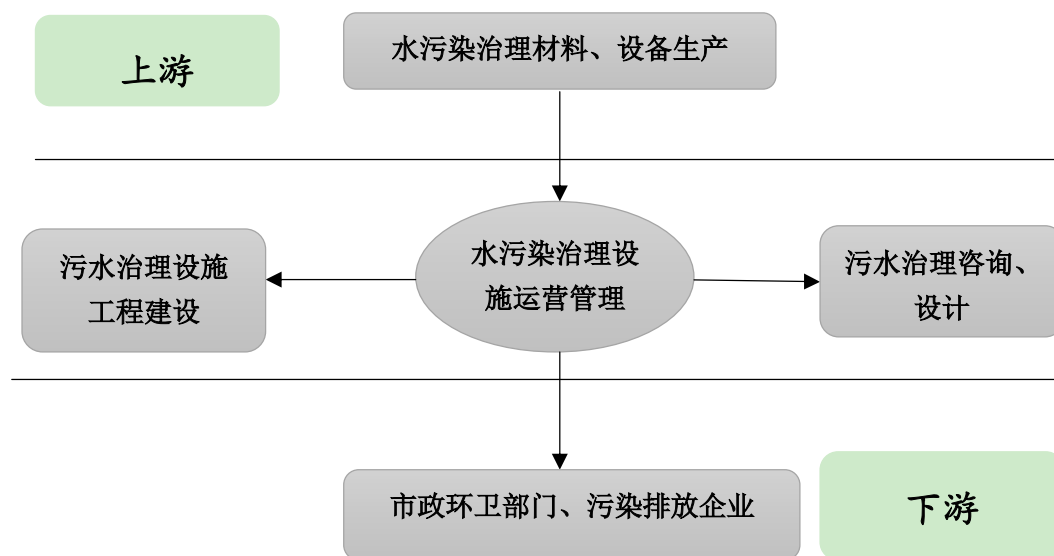 上游
水污染治理材料、设备生产
污水治理设施
工程建设
水污染治理设
施运营管理
污水治理咨询、
设计
市政环卫部门、污染排放企业
下游